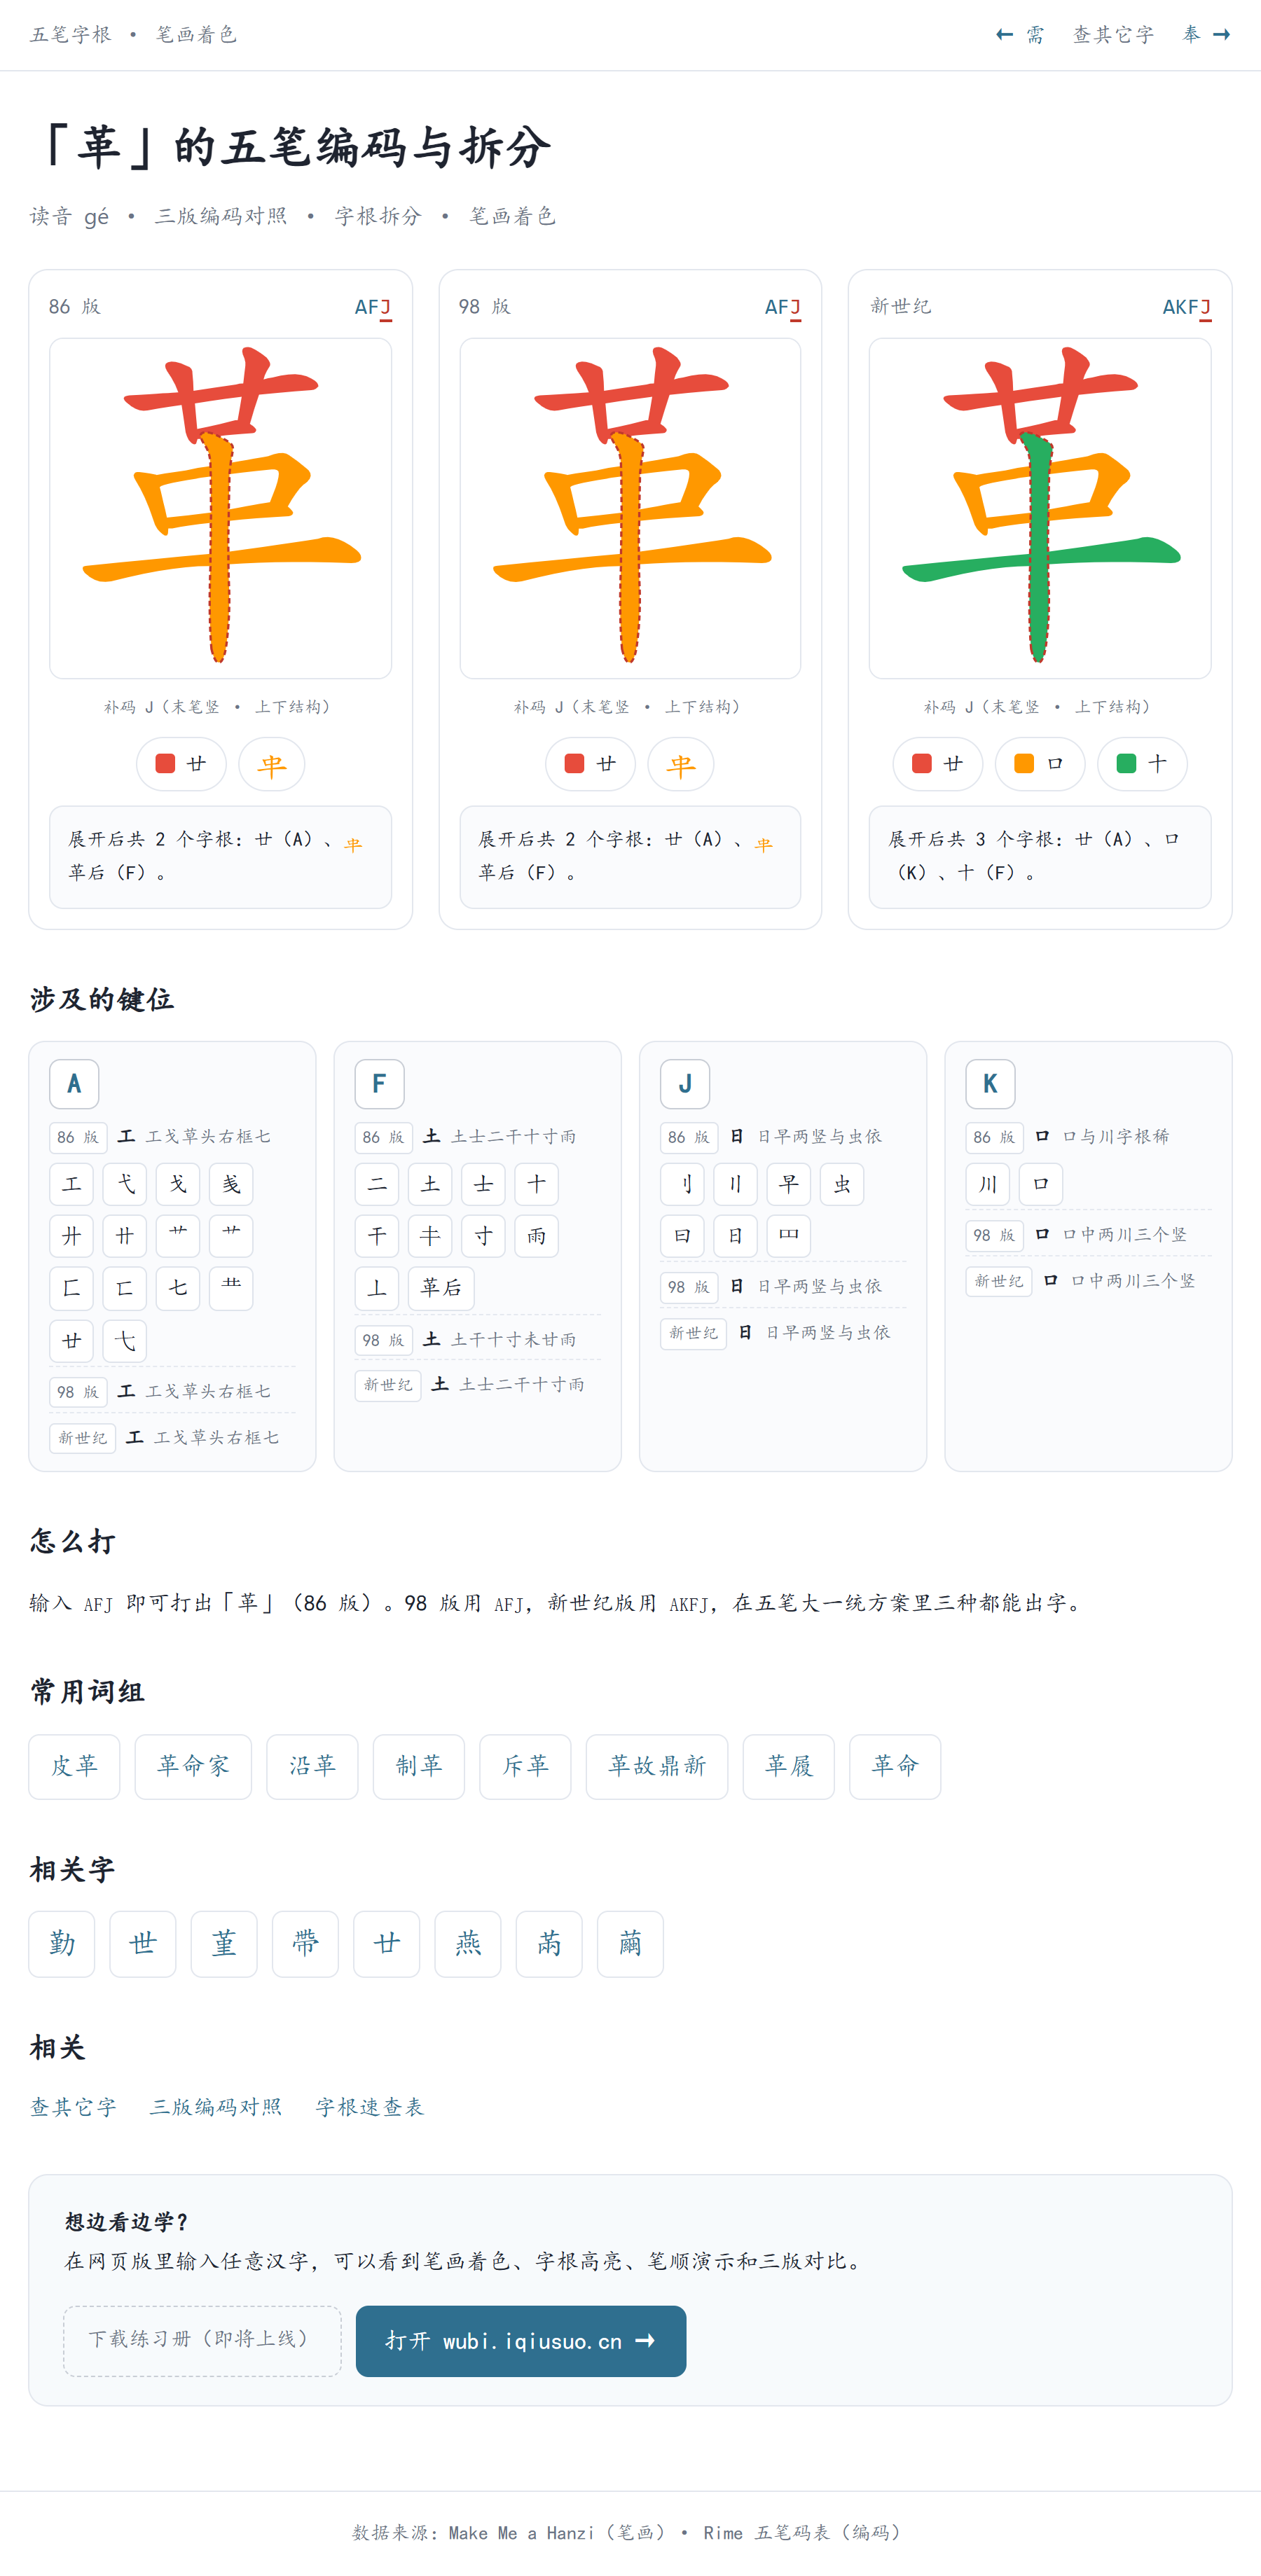 五笔字根 • 笔画着色
← 需 查其它字 奉 →
「革」的五笔编码与拆分
读音 gé • 三版编码对照 • 字根拆分 • 笔画着色
86 版 AFJ
革
补码 J（末笔竖 • 上下结构）
廿
展开后共 2 个字根：廿（A）、
革后（F）。
98 版 AFJ
革
补码 J（末笔竖 • 上下结构）
廿
展开后共 2 个字根：廿（A）、
革后（F）。
新世纪 AKFJ
革
补码 J（末笔竖 • 上下结构）
廿 口 十
展开后共 3 个字根：廿（A）、口
（K）、十（F）。
涉及的键位
A
86 版 工 工戈草头右框七
工 弋 戈
廾 艹
匚 匸 七 龷
廿
98 版 工 工戈草头右框七
新世纪 工 工戈草头右框七
F
86 版 土 土士二干十寸雨
二 土 士 十
干 寸 雨
革后
98 版 土 土干十寸未甘雨
新世纪 土 土士二干十寸雨
J
86 版 日 日早两竖与虫依
刂 〢 早 虫
曰 日 罒
98 版 日 日早两竖与虫依
新世纪 日 日早两竖与虫依
K
86 版 口 口与川字根稀
川 口
98 版 口 口中两川三个竖
新世纪 口 口中两川三个竖
怎么打
输入 AFJ 即可打出「革」（86 版）。98 版用 AFJ，新世纪版用 AKFJ，在五笔大一统方案里三种都能出字。
常用词组
皮革 革命家 沿革 制革 斥革 革故鼎新 革履 革命
相关字
勤 世 堇 帶 廿 燕 苪 繭
相关
查其它字 三版编码对照 字根速查表
想边看边学？
在网页版里输入任意汉字，可以看到笔画着色、字根高亮、笔顺演示和三版对比。
下载练习册（即将上线） 打开 wubi.iqiusuo.cn →
数据来源：Make Me a Hanzi（笔画）• Rime 五笔码表（编码）